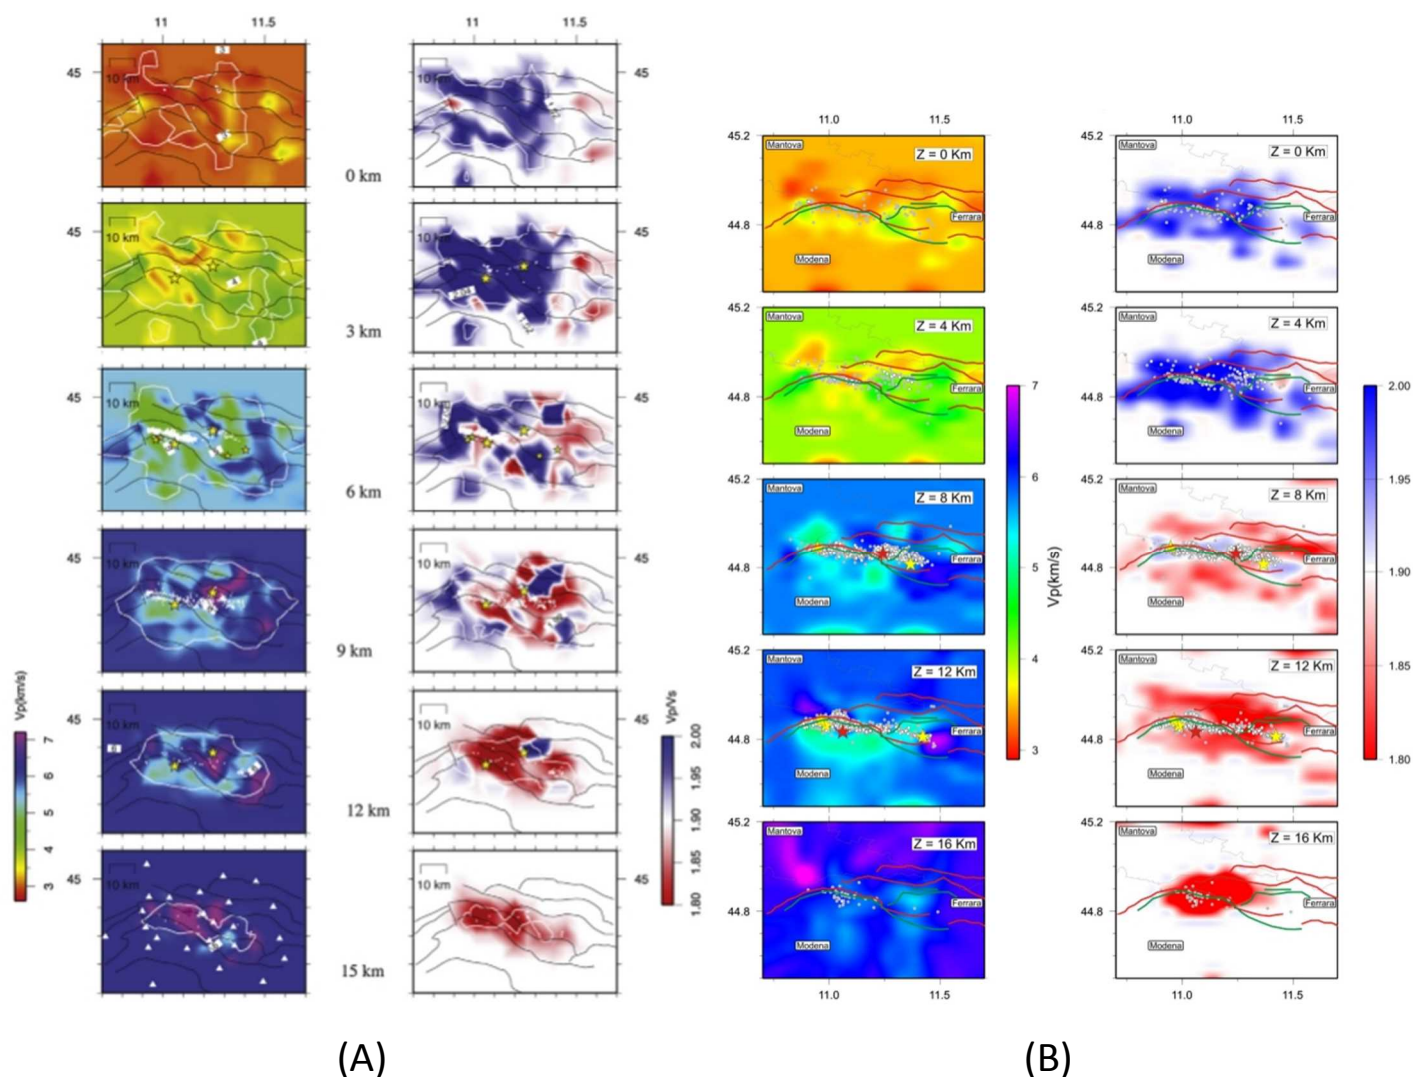 11 11.5 11 11.5
45 45
10 km 10 km
3
0 km
45 45
10 km 10 km
4
3 km
45 45
10 km 10 km
6 km
45 45
10 km 10 km
9 km
45 45
10 km 10 km
6
12 km
45 45
10 km 10 km
15 km
Vp(km/s)
7
6
5
4
3
Vp/Vs
2.00
1.95
1.90
1.85
1.80
(A)
11.0 11.5 11.0 11.5
45.2 Mantova Z = 0 Km 45.2 Mantova Z = 0 Km
44.8 Ferrara 44.8 Ferrara
Modena Modena
45.2 Mantova Z = 4 Km 45.2 Mantova Z = 4 Km
44.8 Ferrara 44.8 Ferrara
Modena Modena
45.2 Mantova Z = 8 Km 45.2 Mantova Z = 8 Km
44.8 Ferrara 44.8 Ferrara
Modena Modena
45.2 Mantova Z = 12 Km 45.2 Mantova Z = 12 Km
44.8 Ferrara 44.8 Ferrara
Modena Modena
45.2 Mantova Z = 16 Km 45.2 Mantova Z = 16 Km
44.8 Ferrara 44.8 Ferrara
Modena Modena
11.0 11.5 11.0 11.5
7
6
5
4
3
Vp(km/s)
2.00
1.95
1.90
1.85
1.80
(B)